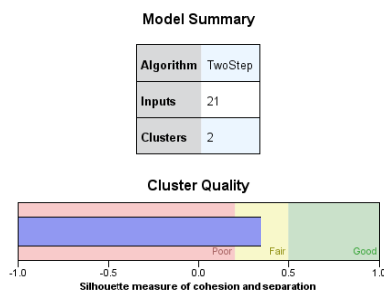 Model Summary
Algorithm TwoStep
Inputs 21
Clusters 2
Cluster Quality
Poor Fair Good
-1.0 -0.5 0.0 0.5 1.0
Silhouette measure of cohesion and separation